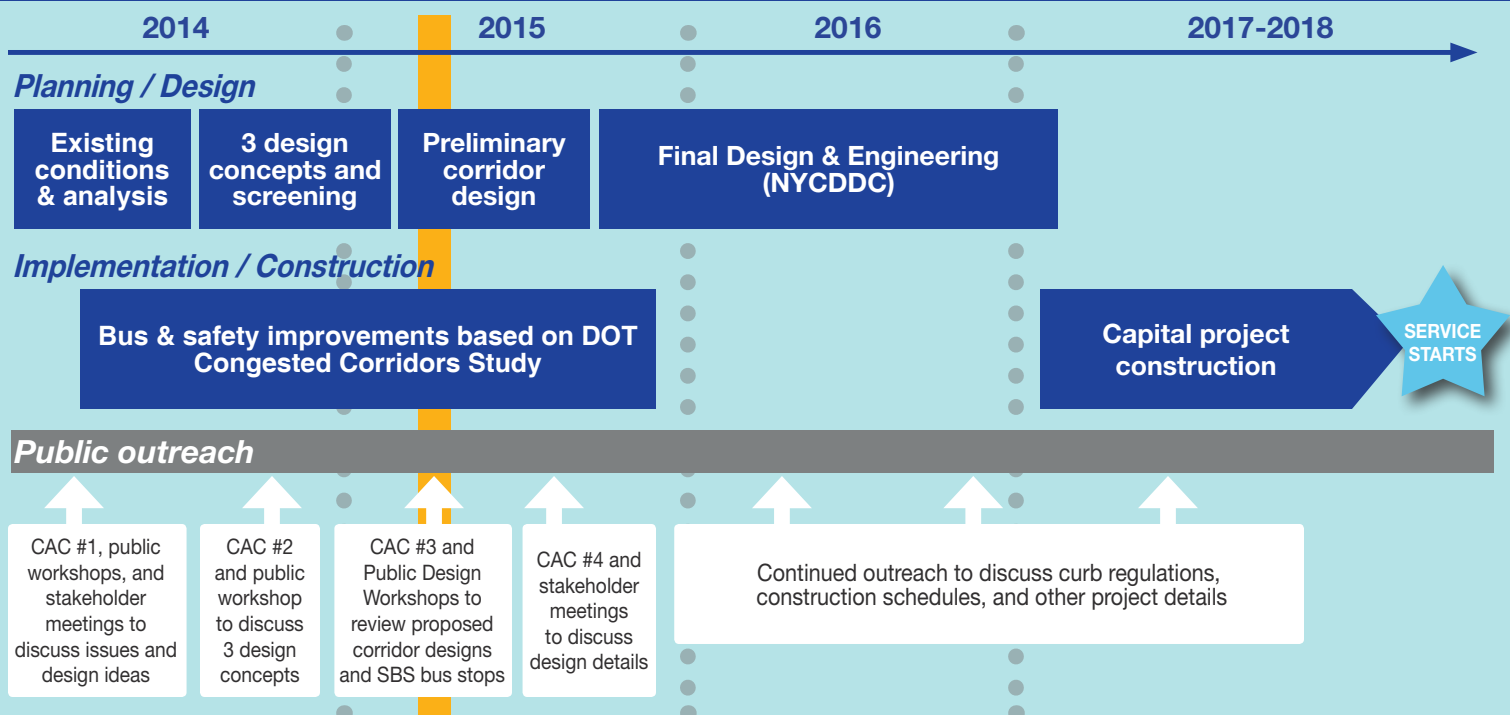 2014
2015
2016
2017-2018
Planning / Design
Existing
conditions
& analysis
3 design
concepts and
screening
Preliminary
corridor
design
Final Design & Engineering
(NYCDDC)
Implementation / Construction
Bus & safety improvements based on DOT
Congested Corridors Study
Capital project
construction
SERVICE
STARTS
Public outreach
CAC #1, public
workshops, and
stakeholder
meetings to
discuss issues and
design ideas
CAC #2
and public
workshop
to discuss
3 design
concepts
CAC #3 and
Public Design
Workshops to
review proposed
corridor designs
and SBS bus stops
CAC #4 and
stakeholder
meetings
to discuss
design details
Continued outreach to discuss curb regulations,
construction schedules, and other project details